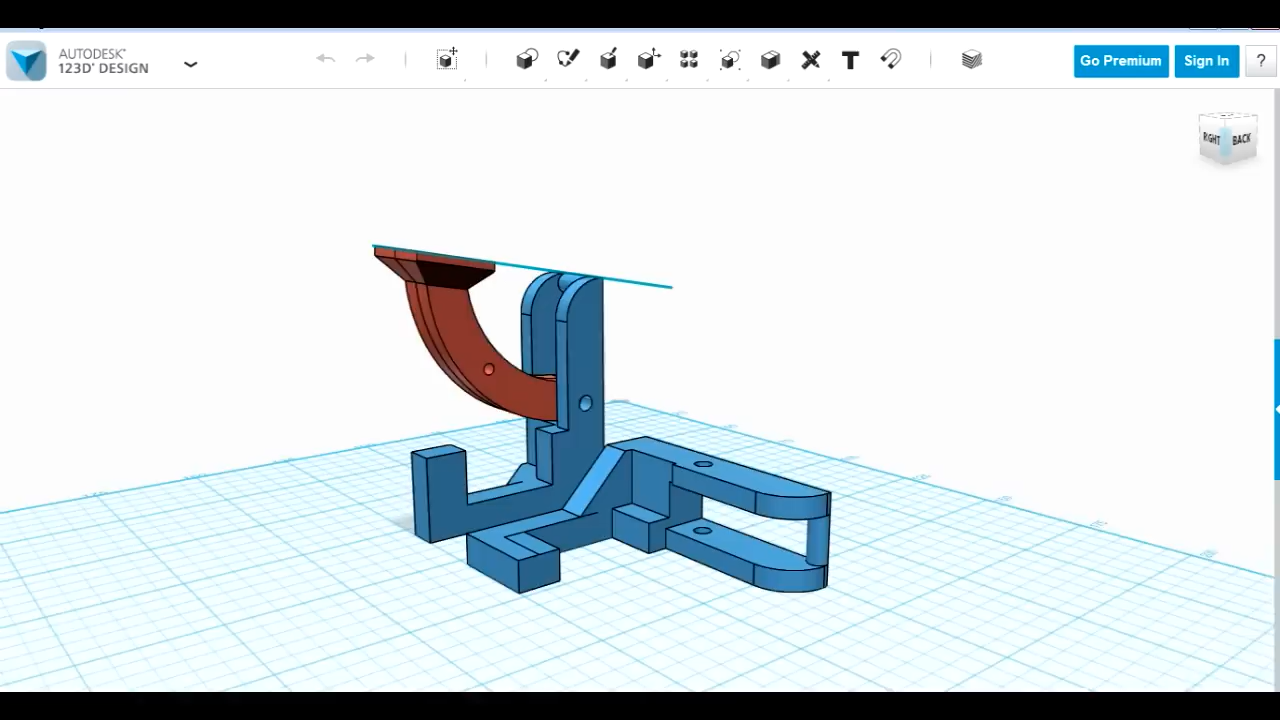 AUTODESK®
123D® DESIGN
Go Premium
Sign In
?
RIGHT
BACK